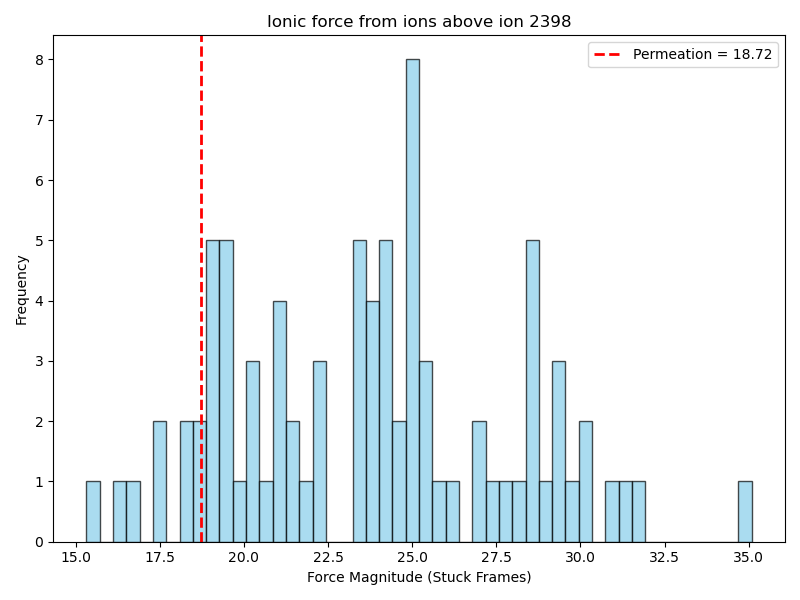 Ionic force from ions above ion 2398
Permeation = 18.72
8
7
6
5
4
3
2
1
0
Frequency
15.0 17.5 20.0 22.5 25.0 27.5 30.0 32.5 35.0
Force Magnitude (Stuck Frames)